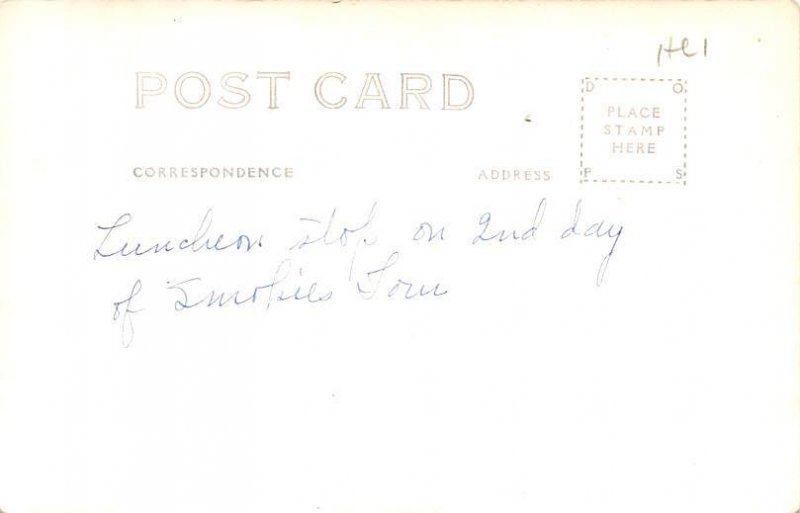 POST CARD
D O
PLACE
STAMP
HERE
P S
CORRESPONDENCE
ADDRESS
Luncheon stop on 2nd day
of Smokies Tour